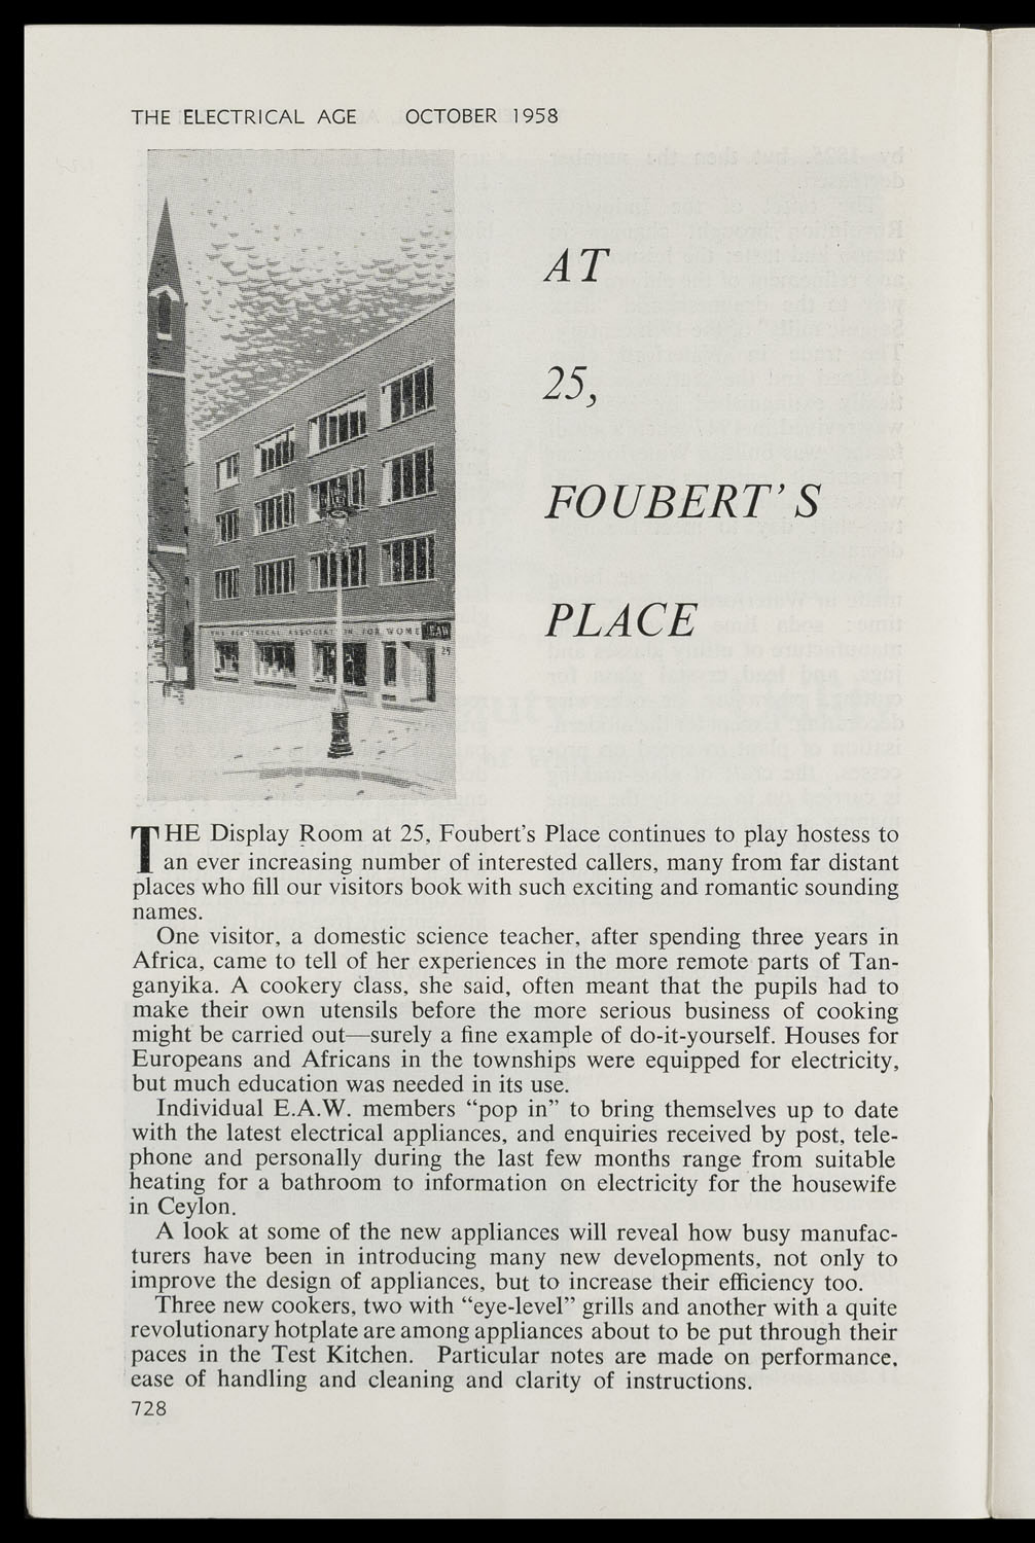 THE ELECTRICAL AGE OCTOBER 1958
AT
25,
FOUBERT'S
PLACE
THE ELECTRICAL ASSOCIATION FOR WOMEN EAW
25
THE Display Room at 25, Foubert's Place continues to play hostess to
an ever increasing number of interested callers, many from far distant
places who fill our visitors book with such exciting and romantic sounding
names.
One visitor, a domestic science teacher, after spending three years in
Africa, came to tell of her experiences in the more remote parts of Tan-
ganyika. A cookery class, she said, often meant that the pupils had to
make their own utensils before the more serious business of cooking
might be carried out—surely a fine example of do-it-yourself. Houses for
Europeans and Africans in the townships were equipped for electricity,
but much education was needed in its use.
Individual E.A.W. members “pop in” to bring themselves up to date
with the latest electrical appliances, and enquiries received by post, tele-
phone and personally during the last few months range from suitable
heating for a bathroom to information on electricity for the housewife
in Ceylon.
A look at some of the new appliances will reveal how busy manufac-
turers have been in introducing many new developments, not only to
improve the design of appliances, but to increase their efficiency too.
Three new cookers, two with “eye-level” grills and another with a quite
revolutionary hotplate are among appliances about to be put through their
paces in the Test Kitchen. Particular notes are made on performance,
ease of handling and cleaning and clarity of instructions.
728